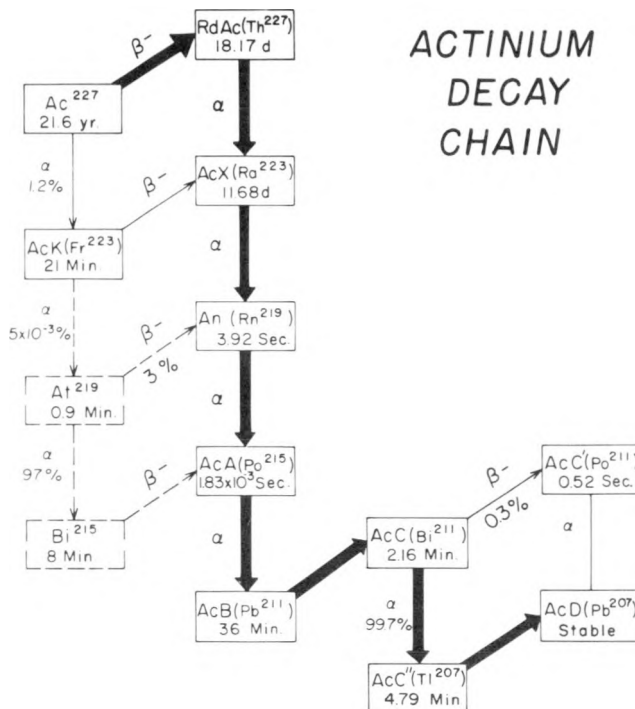 ACTINIUM
DECAY
CHAIN
RdAc(Th²²⁷)
18.17 d
β⁻
Ac²²⁷
21.6 yr.
α
α
1.2%
β⁻
AcX(Ra²²³)
11.68d
AcK(Fr²²³)
21 Min.
α
α
5x10⁻³%
β⁻
3%
An (Rn²¹⁹)
3.92 Sec.
At²¹⁹
0.9 Min.
α
α
97%
β⁻
AcA(Po²¹⁵)
1.83x10⁻³Sec.
Bi²¹⁵
8 Min.
α
AcB(Pb²¹¹)
36 Min.
AcC(Bi²¹¹)
2.16 Min.
β⁻
0.3%
AcC'(Po²¹¹)
0.52 Sec.
α
α
99.7%
AcD(Pb²⁰⁷)
Stable
AcC''(Tl²⁰⁷)
4.79 Min